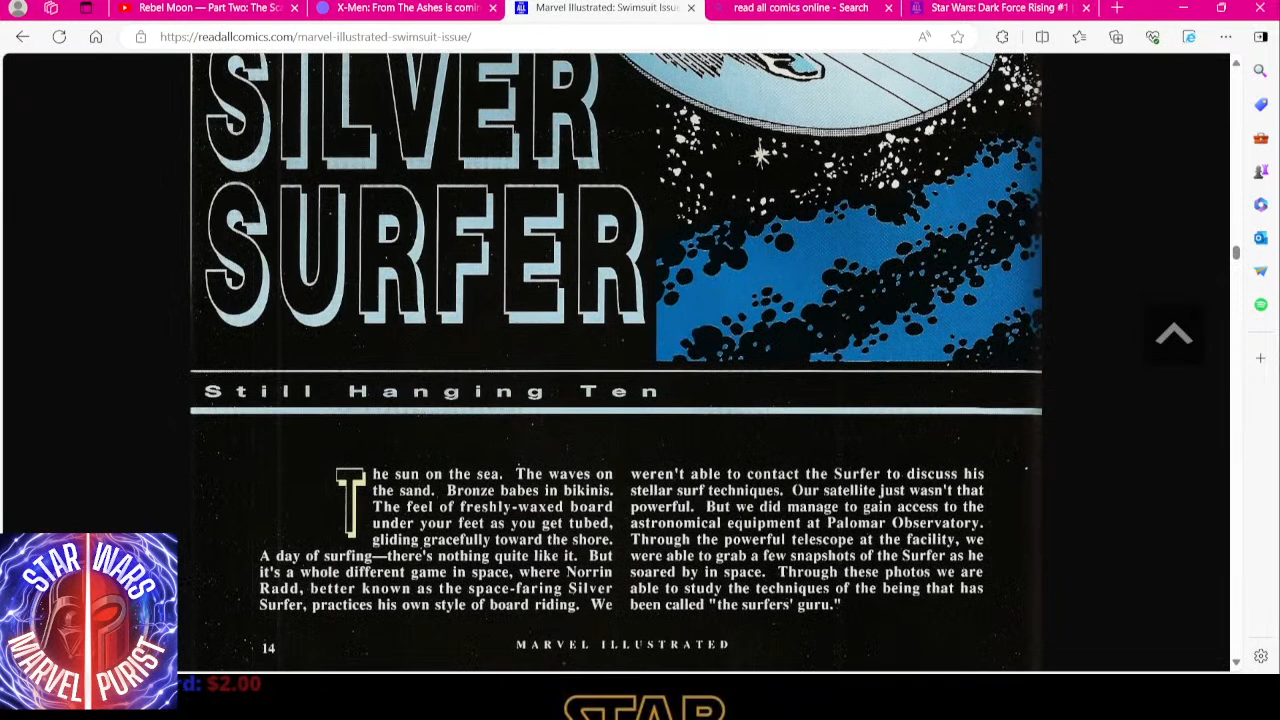 Rebel Moon — Part Two: The Sca
X-Men: From The Ashes is comin
Marvel Illustrated: Swimsuit Issue
read all comics online - Search
Star Wars: Dark Force Rising #1
https://readallcomics.com/marvel-illustrated-swimsuit-issue/
SILVER
SURFER
Still Hanging Ten
The sun on the sea. The waves on
the sand. Bronze babes in bikinis.
The feel of freshly-waxed board
under your feet as you get tubed,
gliding gracefully toward the shore.
A day of surfing—there's nothing quite like it. But
it's a whole different game in space, where Norrin
Radd, better known as the space-faring Silver
Surfer, practices his own style of board riding. We
weren't able to contact the Surfer to discuss his
stellar surf techniques. Our satellite just wasn't that
powerful. But we did manage to gain access to the
astronomical equipment at Palomar Observatory.
Through the powerful telescope at the facility, we
were able to grab a few snapshots of the Surfer as he
soared by in space. Through these photos we are
able to study the techniques of the being that has
been called "the surfers' guru."
14
MARVEL ILLUSTRATED
STAR WARS
MARVEL PURIST
rd: $2.00
STAR